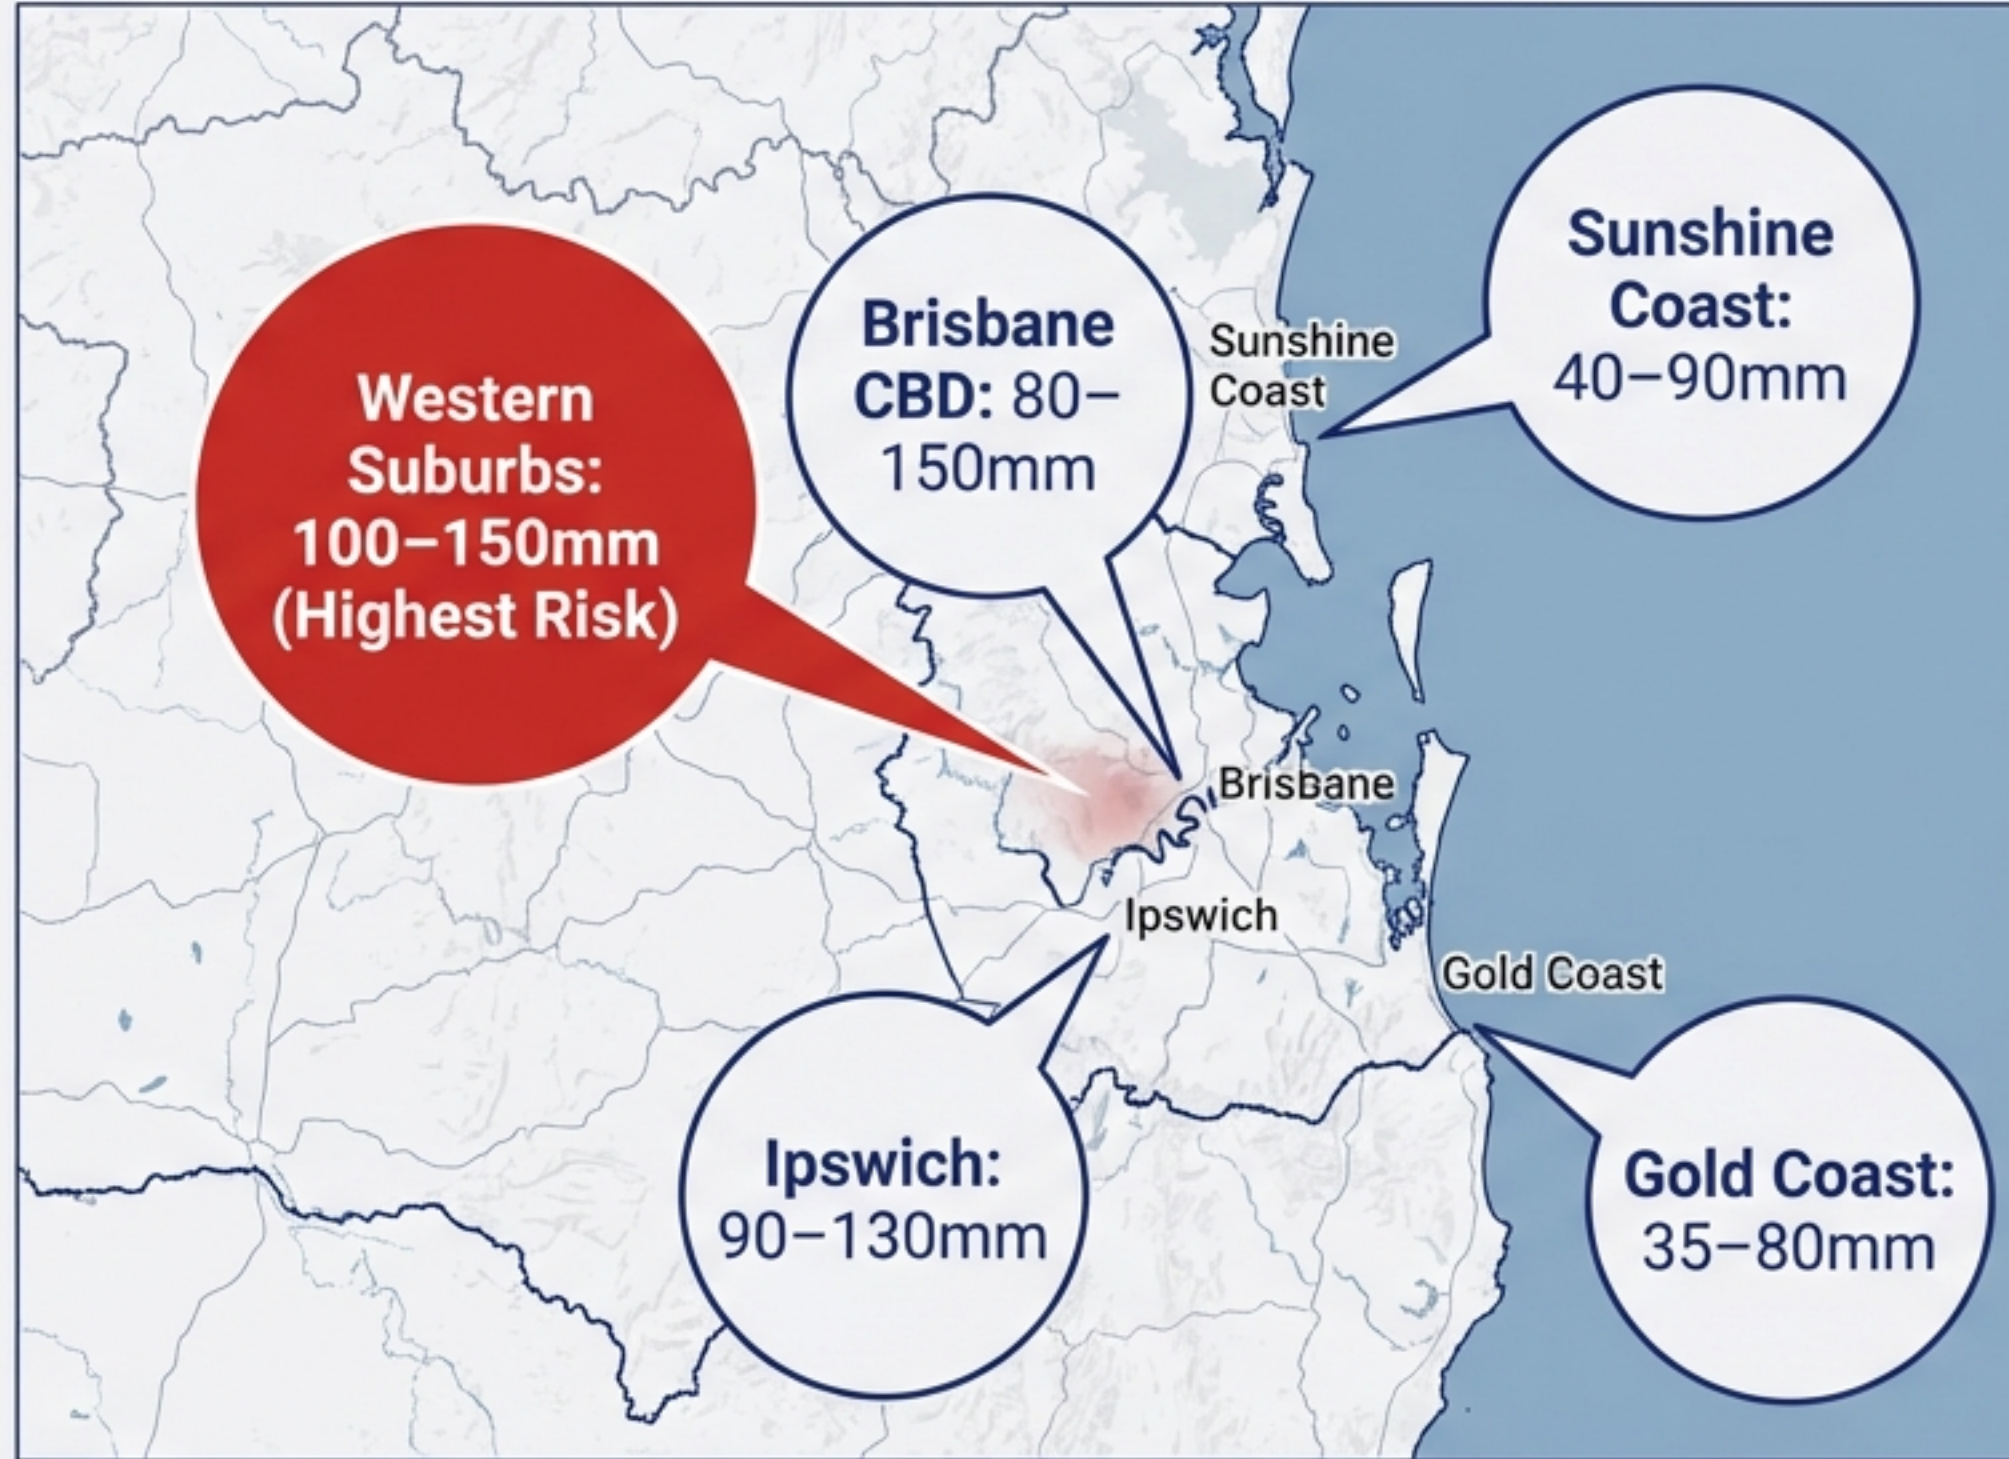 Western
Suburbs:
100–150mm
(Highest Risk)
Brisbane
CBD: 80–
150mm
Sunshine
Coast:
40–90mm
Sunshine
Coast
Brisbane
Ipswich
Gold Coast
Ipswich:
90–130mm
Gold Coast:
35–80mm